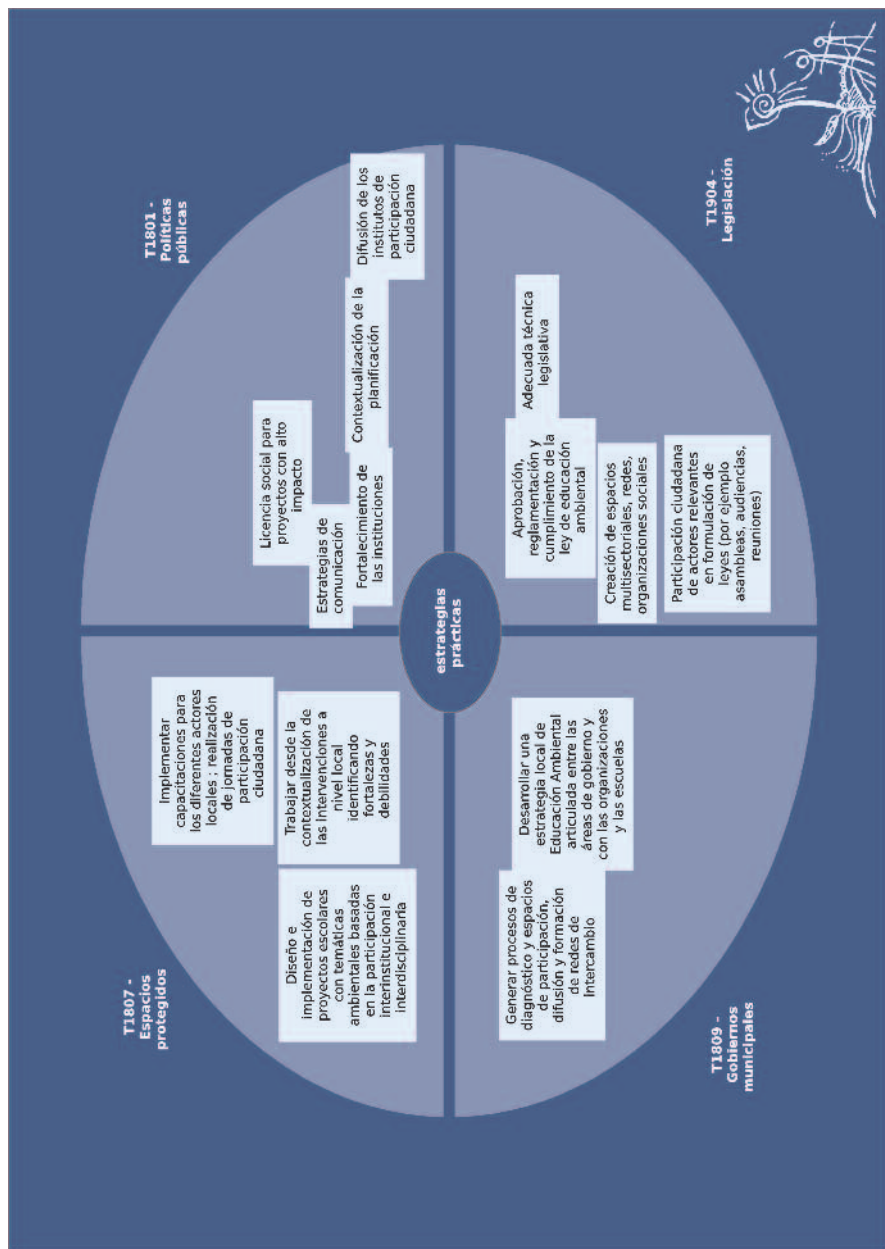 T1807 -
Espacios
protegidos
Implementar
capacitaciones para
los diferentes actores
locales ; realización
de jornadas de
participación
ciudadana
Trabajar desde la
contextualización de
las Intervenciones a
nivel local
identificando
fortalezas y
debilidades
Diseño e
implementación de
proyectos escolares
con temáticas
ambientales basadas
en la participación
interinstitucional e
interdisciplinaria
T1801 -
Políticas
públicas
Licencia social para
proyectos con alto
impacto
Estrategias de
comunicación
Fortalecimiento de
las instituciones
Contextualización de la
planificación
Difusión de los
institutos de
participación
ciudadana
estrategias
prácticas
Generar procesos de
diagnóstico y espacios
de participación,
difusión y formación
de redes de
Intercambio
Desarrollar una
estrategia local de
Educación Ambiental
articulada entre las
áreas de gobierno y
con las organizaciones
y las escuelas
T1809 -
Gobiernos
municipales
Aprobación,
reglamentación y
cumplimiento de la
ley de educación
ambiental
Adecuada técnica
legislativa
Creación de espacios
multisectoriales, redes,
organizaciones sociales
Participación ciudadana
de actores relevantes
en formulación de
leyes (por ejemplo
asambleas, audiencias,
reuniones)
T1904 -
Legislación